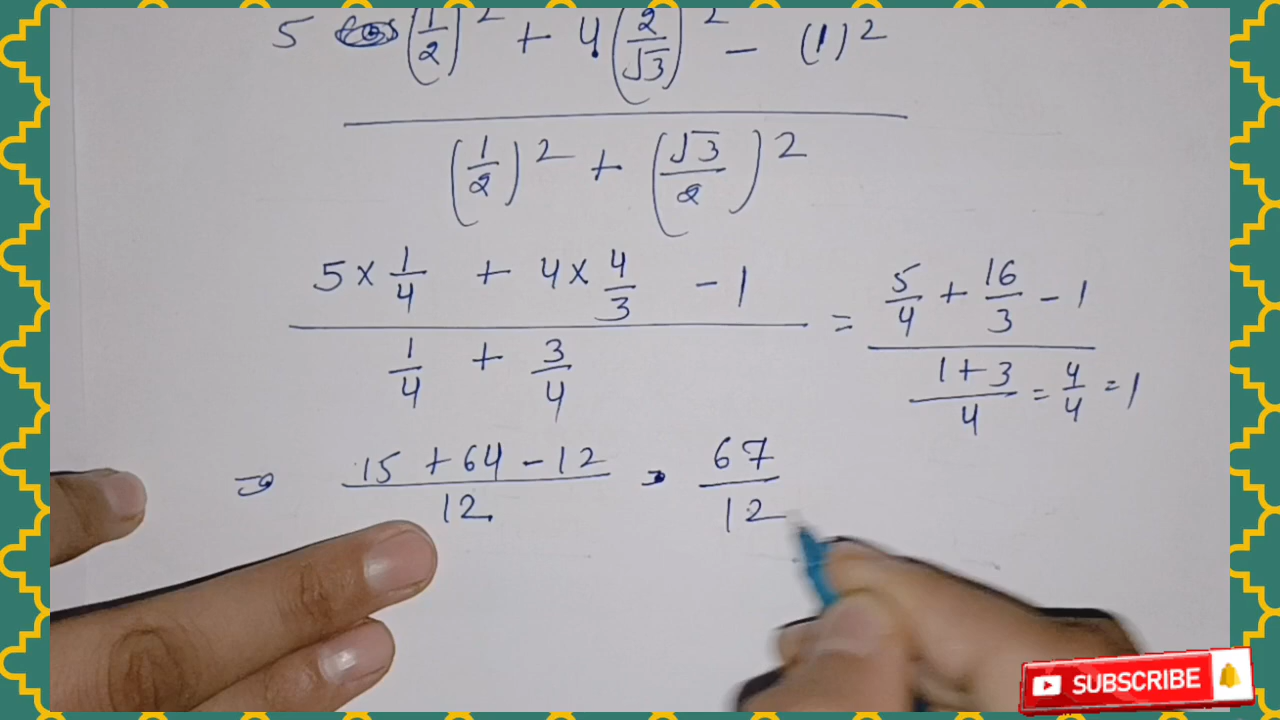 5 (1/2)² + 4(2/√3)² - (1)²
(1/2)² + (√3/2)²
5 × 1/4 + 4 × 4/3 - 1 = 5/4 + 16/3 - 1
1/4 + 3/4
1+3/4 = 4/4 = 1
⇒ 15 + 64 - 12 / 12 ⇒ 67/12
SUBSCRIBE